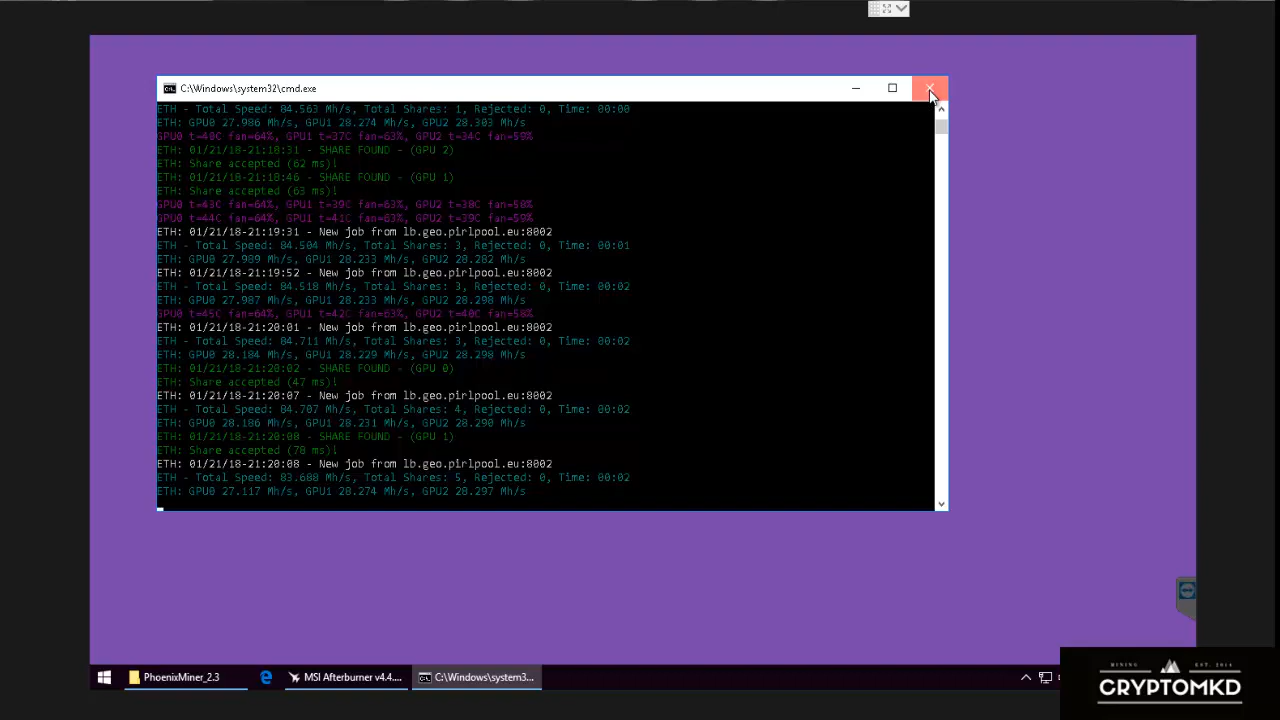 C:\Windows\system32\cmd.exe
ETH - Total Speed: 84.563 Mh/s, Total Shares: 1, Rejected: 0, Time: 00:00
ETH: GPU0 27.986 Mh/s, GPU1 28.274 Mh/s, GPU2 28.303 Mh/s
GPU0 t=40C fan=64%, GPU1 t=37C fan=63%, GPU2 t=34C fan=59%
ETH: 01/21/18-21:18:31 - SHARE FOUND - (GPU 2)
ETH: Share accepted (62 ms)!
ETH: 01/21/18-21:18:46 - SHARE FOUND - (GPU 1)
ETH: Share accepted (63 ms)!
GPU0 t=43C fan=64%, GPU1 t=39C fan=63%, GPU2 t=38C fan=58%
GPU0 t=44C fan=64%, GPU1 t=41C fan=63%, GPU2 t=39C fan=59%
ETH: 01/21/18-21:19:31 - New job from lb.geo.pirlpool.eu:8002
ETH - Total Speed: 84.504 Mh/s, Total Shares: 3, Rejected: 0, Time: 00:01
ETH: GPU0 27.989 Mh/s, GPU1 28.233 Mh/s, GPU2 28.282 Mh/s
ETH: 01/21/18-21:19:52 - New job from lb.geo.pirlpool.eu:8002
ETH - Total Speed: 84.518 Mh/s, Total Shares: 3, Rejected: 0, Time: 00:02
ETH: GPU0 27.987 Mh/s, GPU1 28.233 Mh/s, GPU2 28.298 Mh/s
GPU0 t=45C fan=64%, GPU1 t=42C fan=63%, GPU2 t=40C fan=58%
ETH: 01/21/18-21:20:01 - New job from lb.geo.pirlpool.eu:8002
ETH - Total Speed: 84.711 Mh/s, Total Shares: 3, Rejected: 0, Time: 00:02
ETH: GPU0 28.184 Mh/s, GPU1 28.229 Mh/s, GPU2 28.298 Mh/s
ETH: 01/21/18-21:20:02 - SHARE FOUND - (GPU 0)
ETH: Share accepted (47 ms)!
ETH: 01/21/18-21:20:07 - New job from lb.geo.pirlpool.eu:8002
ETH - Total Speed: 84.707 Mh/s, Total Shares: 4, Rejected: 0, Time: 00:02
ETH: GPU0 28.186 Mh/s, GPU1 28.231 Mh/s, GPU2 28.290 Mh/s
ETH: 01/21/18-21:20:08 - SHARE FOUND - (GPU 1)
ETH: Share accepted (78 ms)!
ETH: 01/21/18-21:20:08 - New job from lb.geo.pirlpool.eu:8002
ETH - Total Speed: 83.688 Mh/s, Total Shares: 5, Rejected: 0, Time: 00:02
ETH: GPU0 27.117 Mh/s, GPU1 28.274 Mh/s, GPU2 28.297 Mh/s
PhoenixMiner_2.3
MSI Afterburner v4.4....
C:\Windows\system3...
MINING EST. 2014
CRYPTOMKD